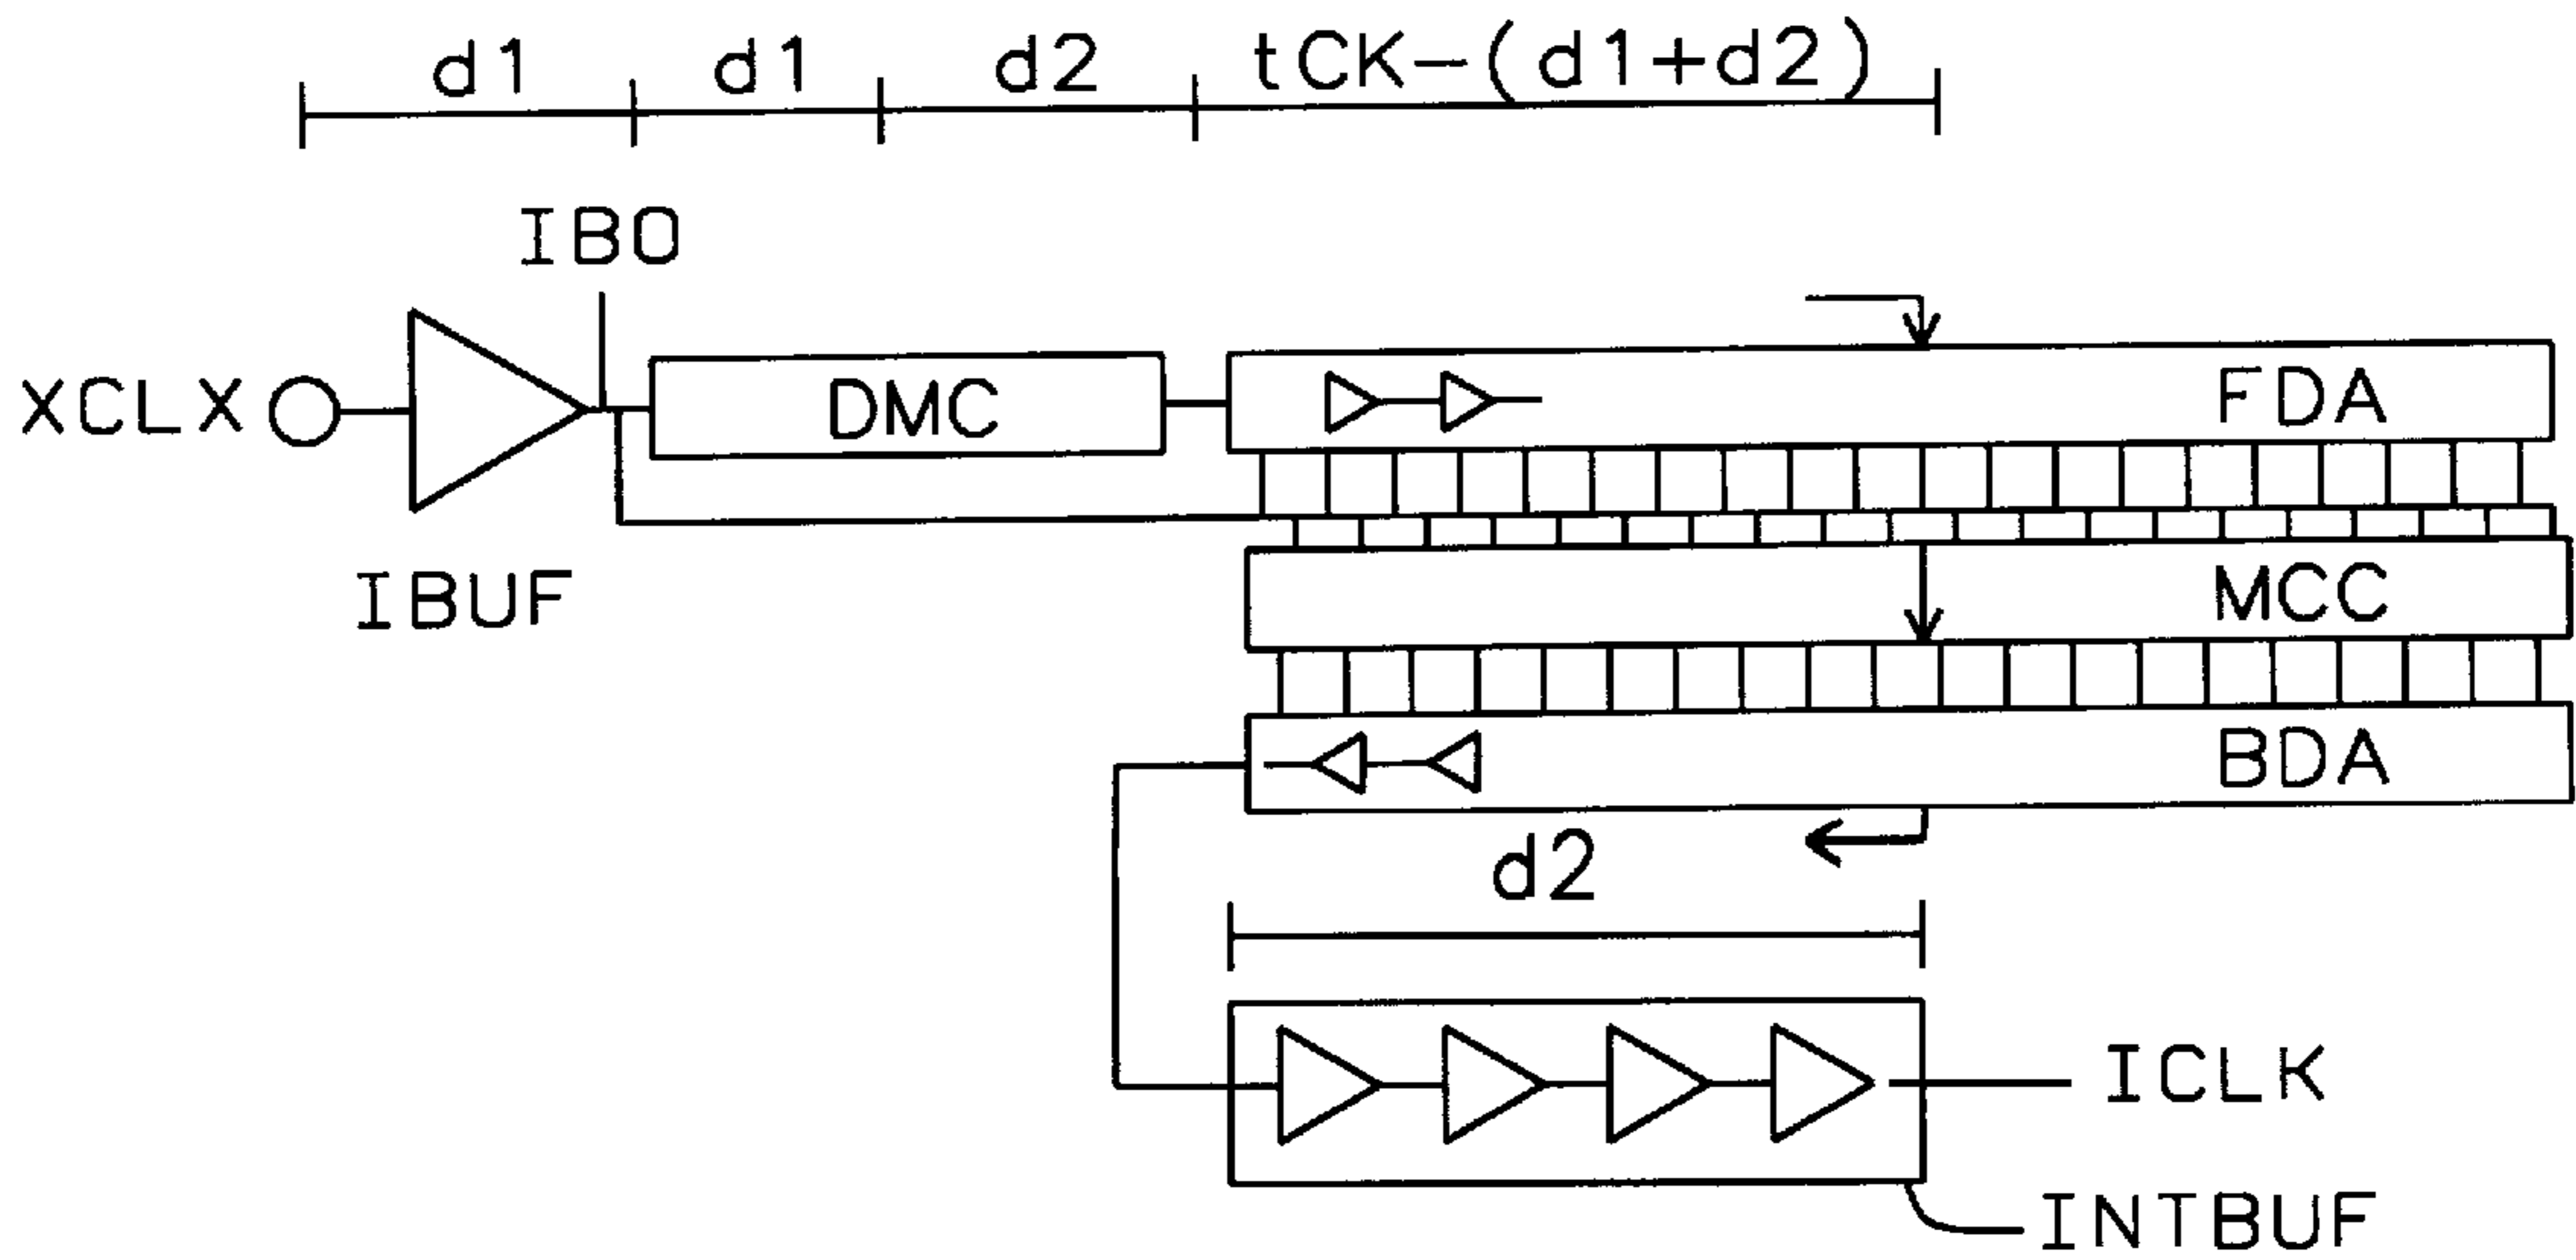 d1 d1 d2 tCK-(d1+d2)
IBO
XCLX DMC FDA
IBUF MCC
BDA
d2
ICLK
INTBUF